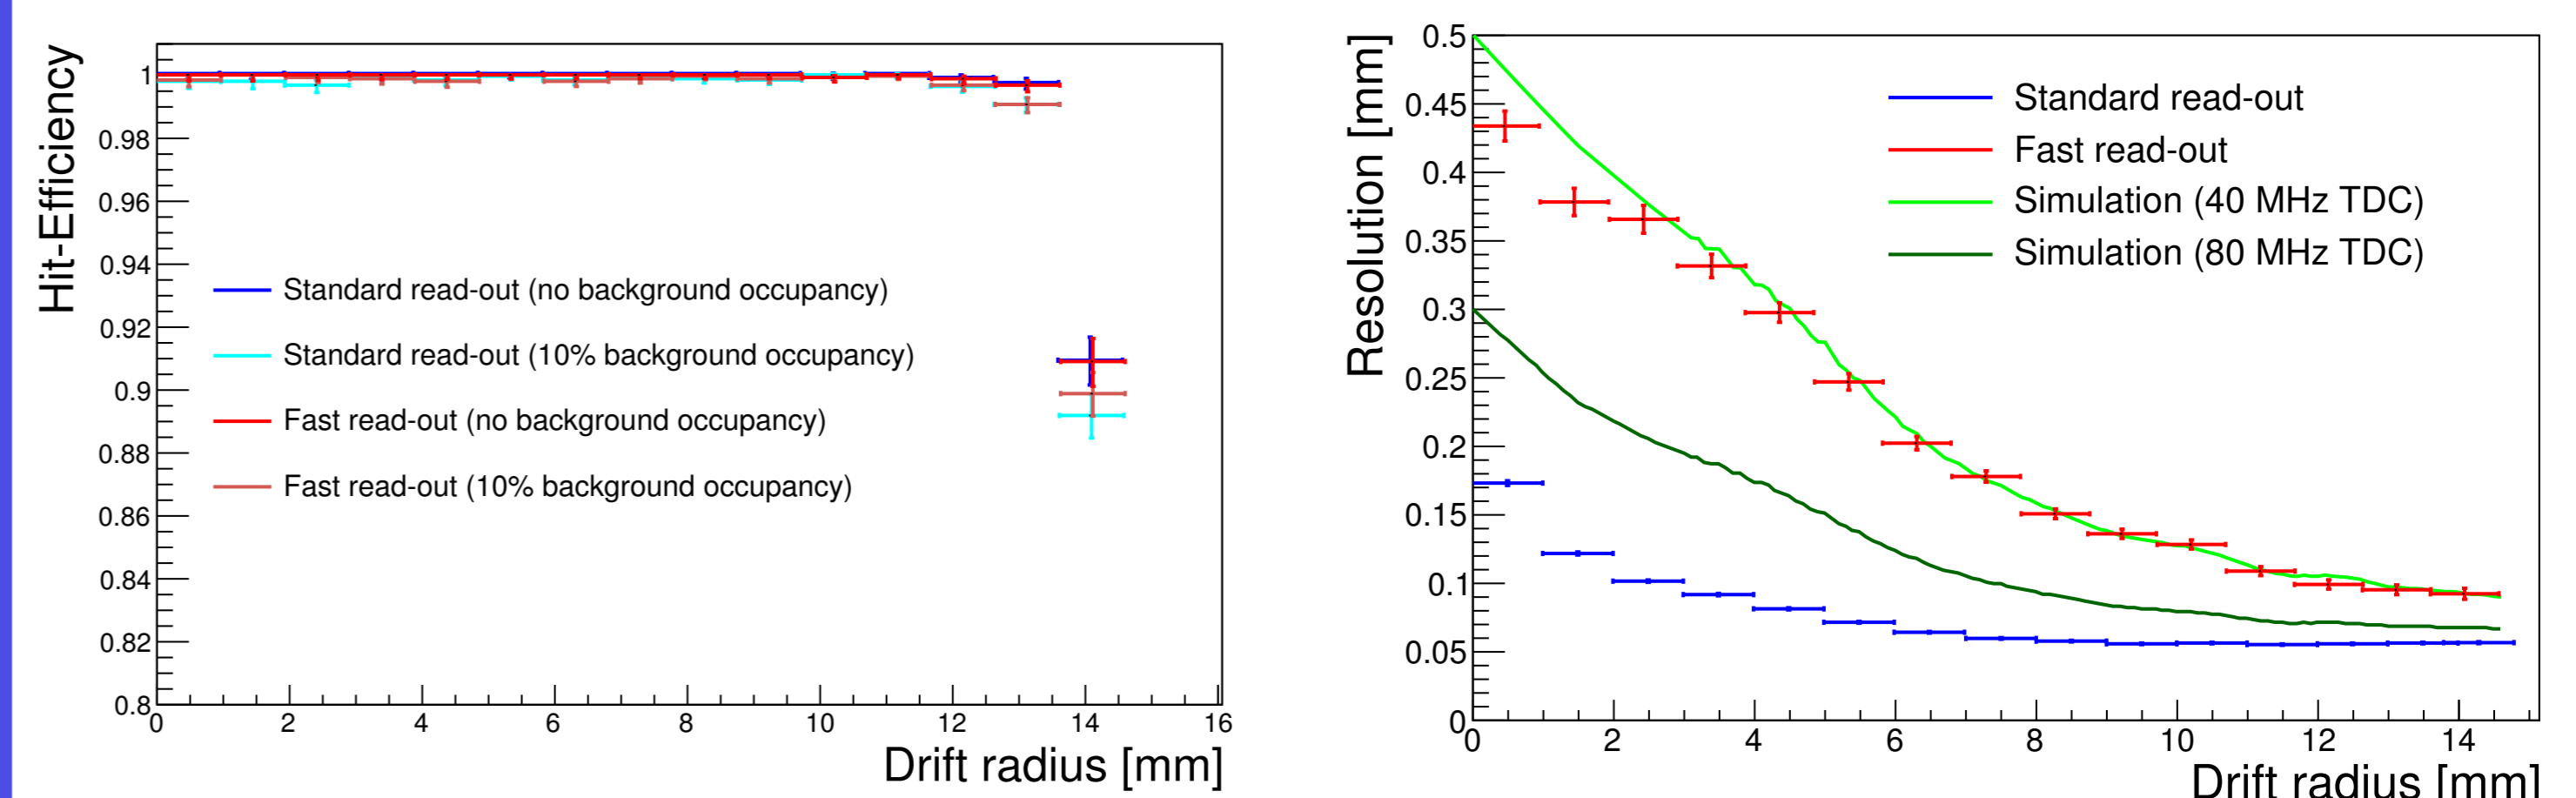 Hit-Efficiency
1
0.98
0.96
0.94
0.92
0.9
0.88
0.86
0.84
0.82
0.8
Standard read-out (no background occupancy)
Standard read-out (10% background occupancy)
Fast read-out (no background occupancy)
Fast read-out (10% background occupancy)
0 2 4 6 8 10 12 14 16
Drift radius [mm]
Resolution [mm]
0.5
0.45
0.4
0.35
0.3
0.25
0.2
0.15
0.1
0.05
0
Standard read-out
Fast read-out
Simulation (40 MHz TDC)
Simulation (80 MHz TDC)
0 2 4 6 8 10 12 14
Drift radius [mm]